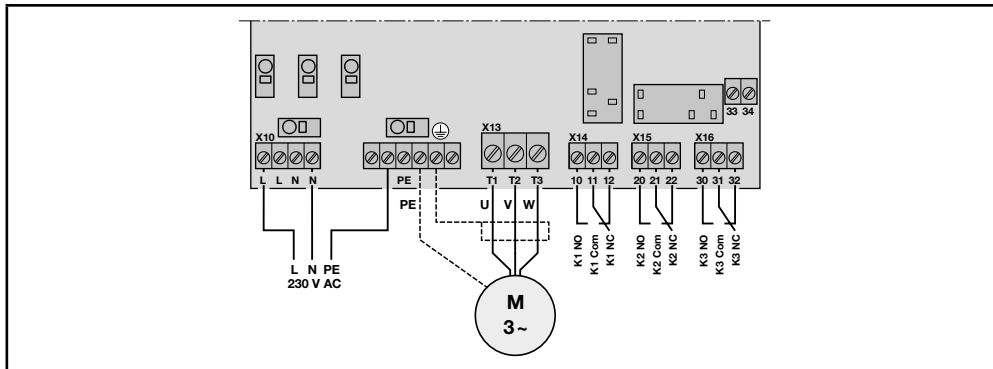 33 34
X10 X13 X14 X15 X16
L L N N PE T1 T2 T3 10 11 12 20 21 22 30 31 32
PE U V W
K1 NO
K1 Com
K1 NC
K2 NO
K2 Com
K2 NC
K3 NO
K3 Com
K3 NC
L N PE
230 V AC
M
3~